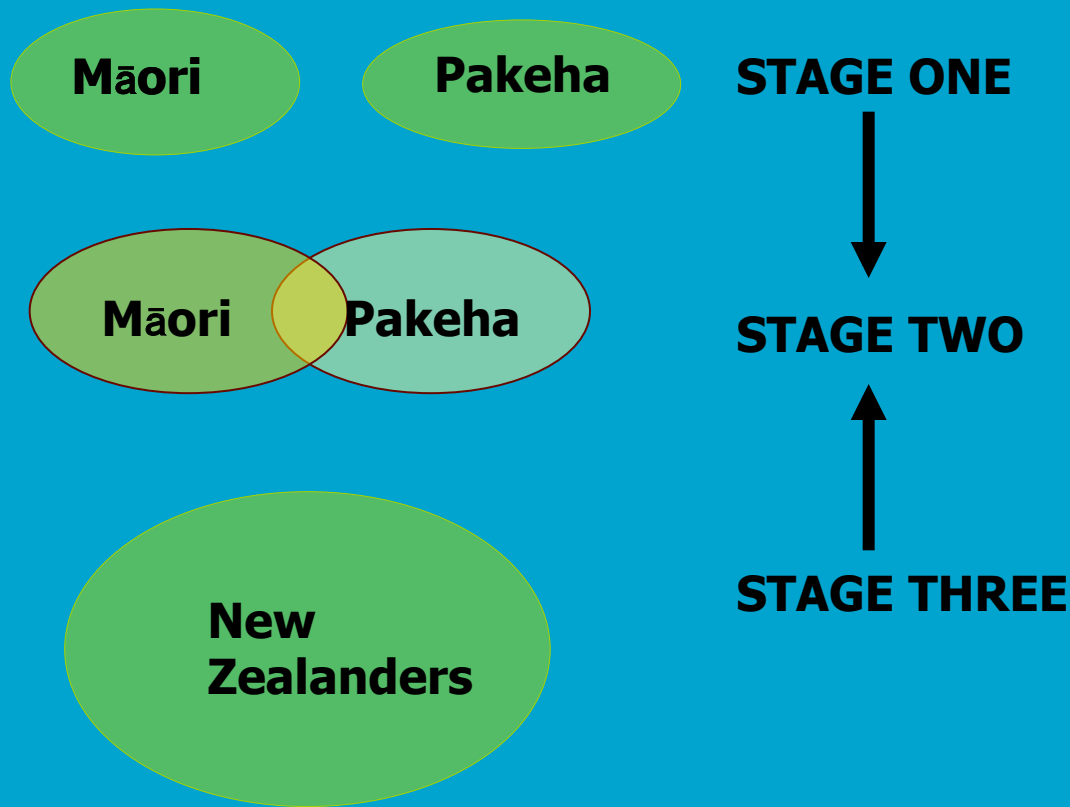 Māori Pakeha STAGE ONE
Māori Pakeha STAGE TWO
New
Zealanders
STAGE THREE